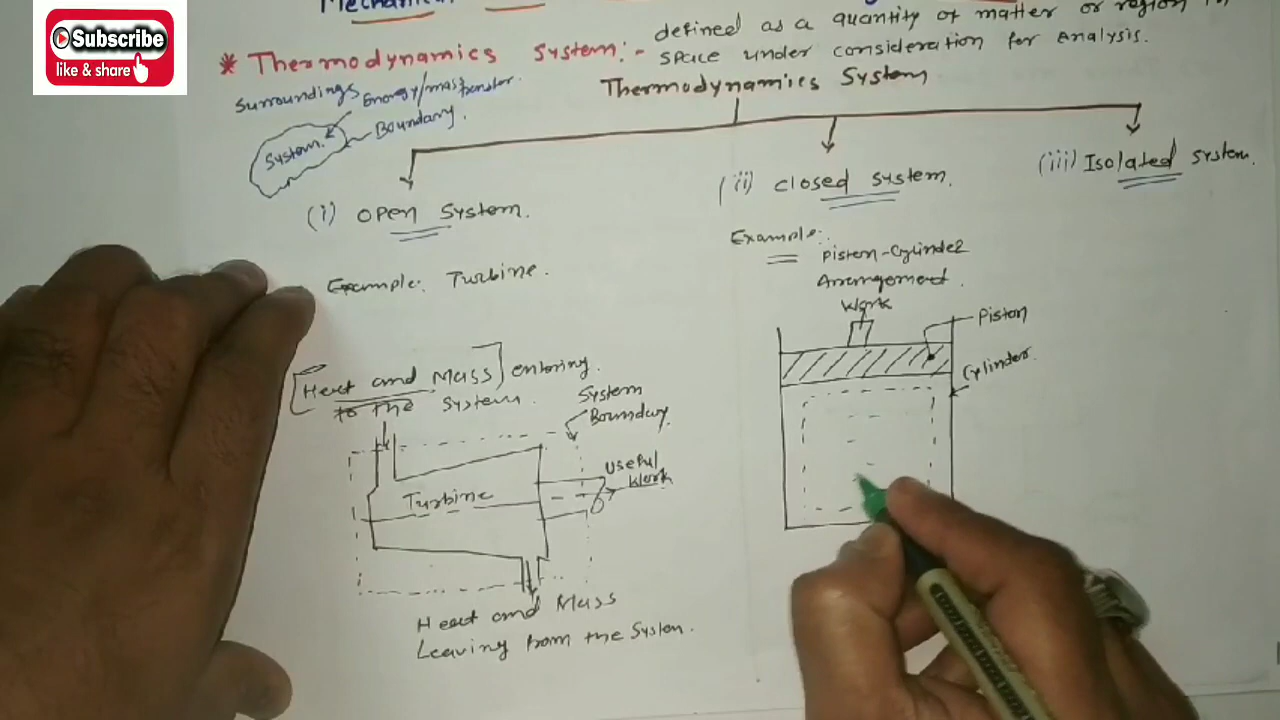 Subscribe
like & share
Mechanical
* Thermodynamics System:- defined as a quantity of matter or region in
space under consideration for analysis.
Surroundings Energy/mass transfer.
System. Boundary.
Thermodynamics System
(i) Open System.
(ii) closed system.
(iii) Isolated system.
Example: Turbine.
Example:
Piston-Cylinder
Arrangement.
Work
Piston
Cylinder.
[Heat and Mass] entering.
to the System.
System
Boundary.
Turbine
Useful
Work
Heat and Mass
Leaving from the System.